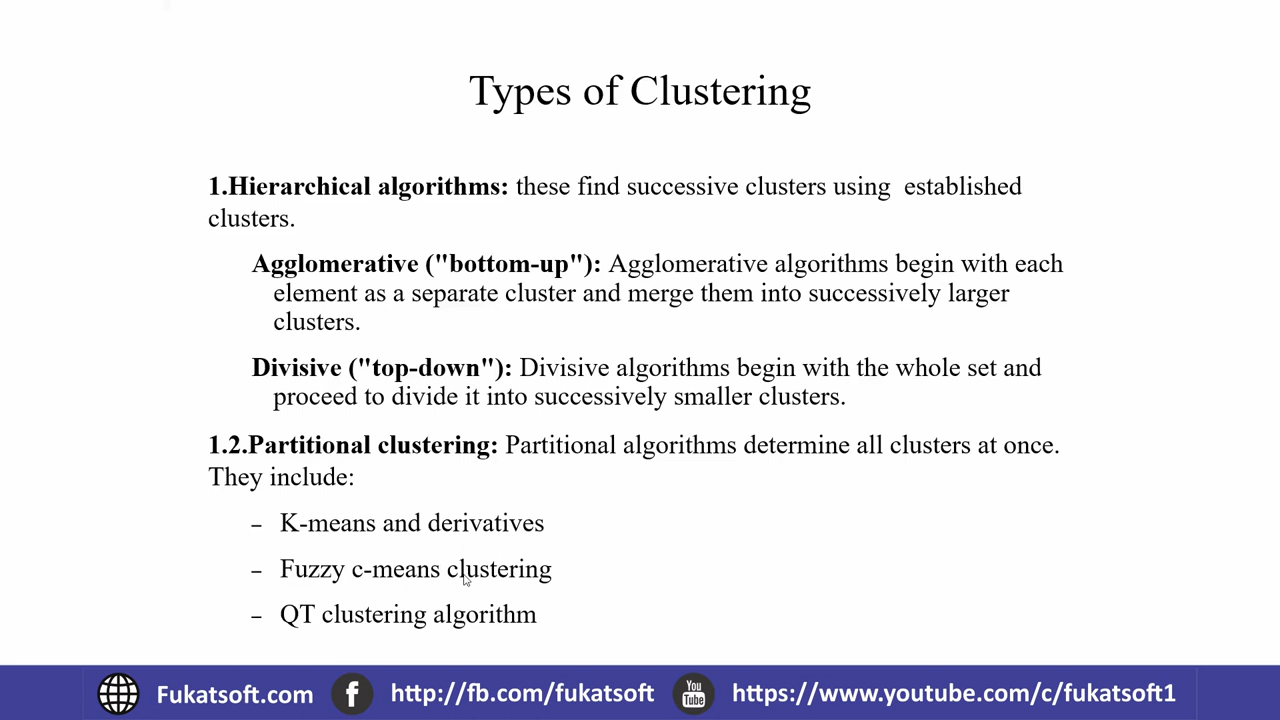 Types of Clustering
1.Hierarchical algorithms: these find successive clusters using established
clusters.
Agglomerative ("bottom-up"): Agglomerative algorithms begin with each
element as a separate cluster and merge them into successively larger
clusters.
Divisive ("top-down"): Divisive algorithms begin with the whole set and
proceed to divide it into successively smaller clusters.
1.2.Partitional clustering: Partitional algorithms determine all clusters at once.
They include:
– K-means and derivatives
– Fuzzy c-means clustering
– QT clustering algorithm
Fukatsoft.com f http://fb.com/fukatsoft You Tube https://www.youtube.com/c/fukatsoft1